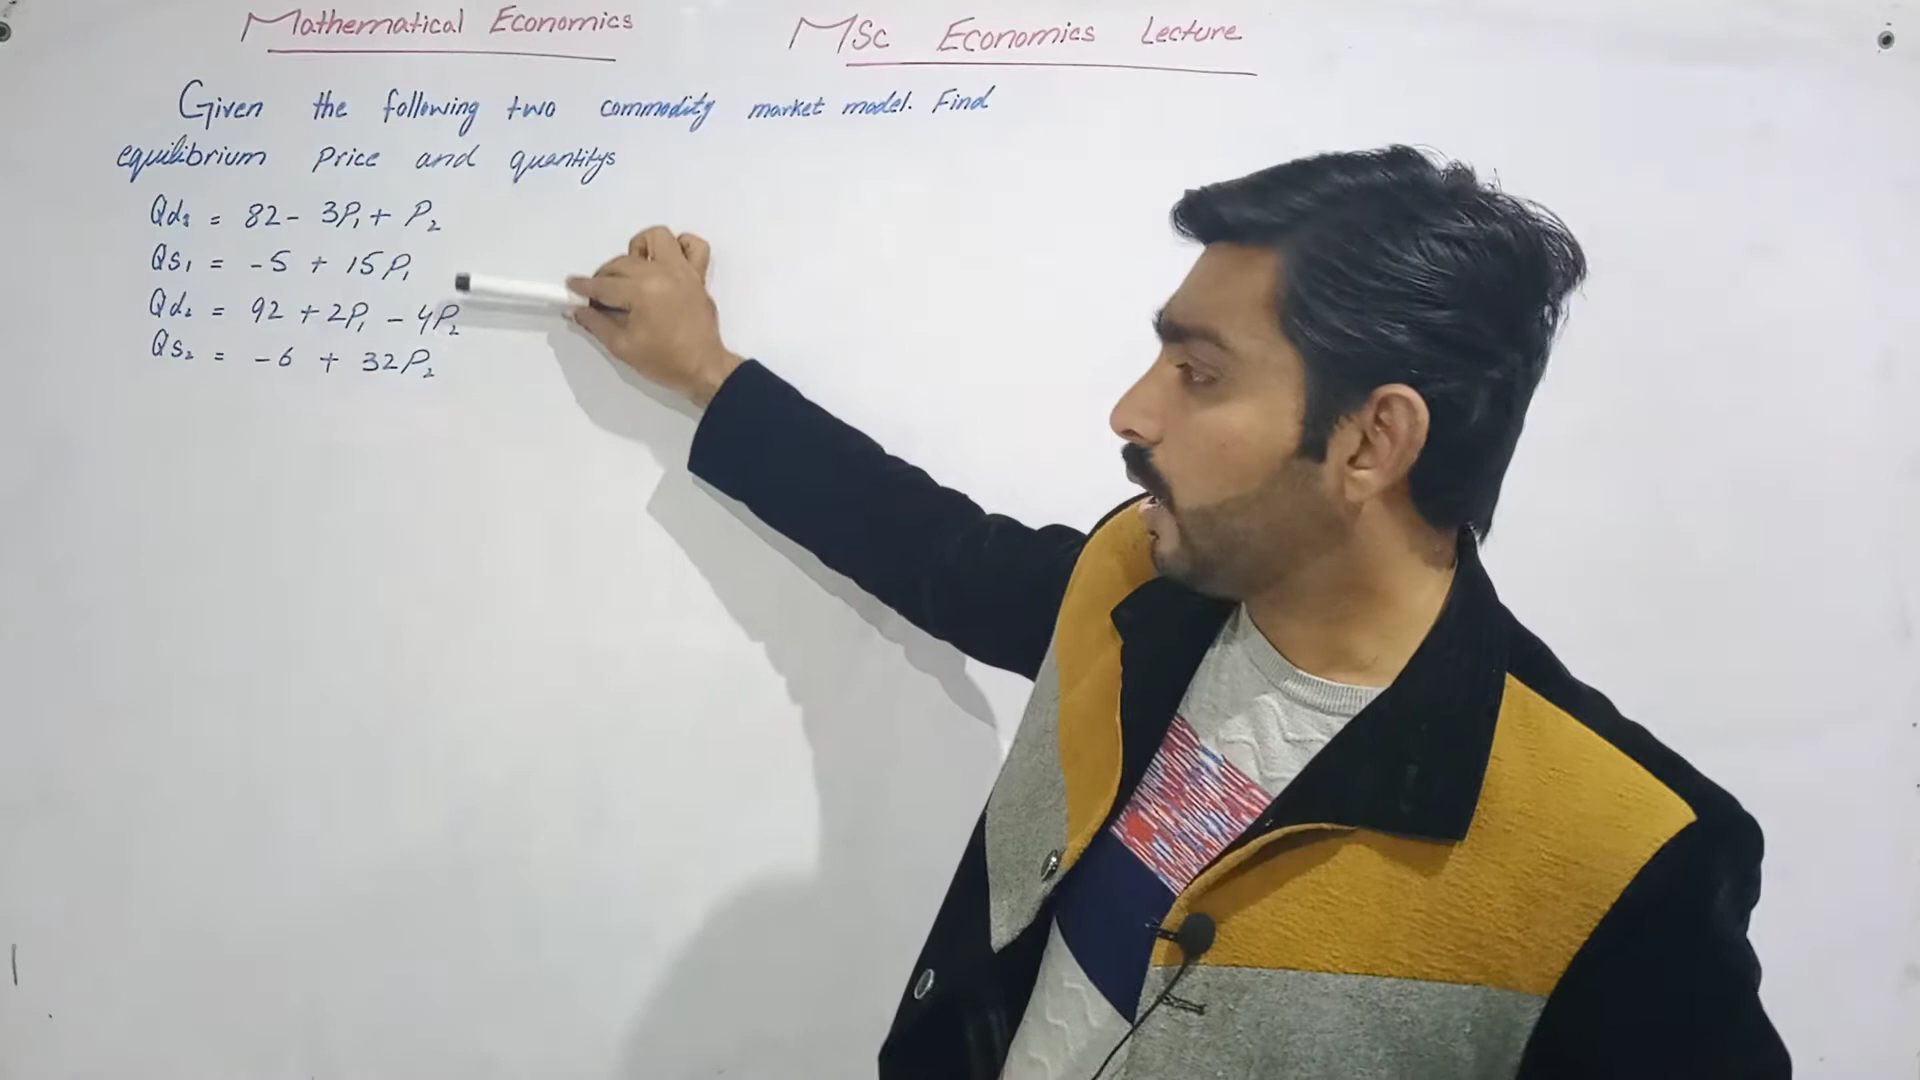 Mathematical Economics MSc Economics Lecture
Given the following two commodity market model. Find
equilibrium Price and quantitys
Qd₁ = 82 - 3P₁ + P₂
Qs₁ = -5 + 15P₁
Qd₂ = 92 + 2P₁ - 4P₂
Qs₂ = -6 + 32P₂